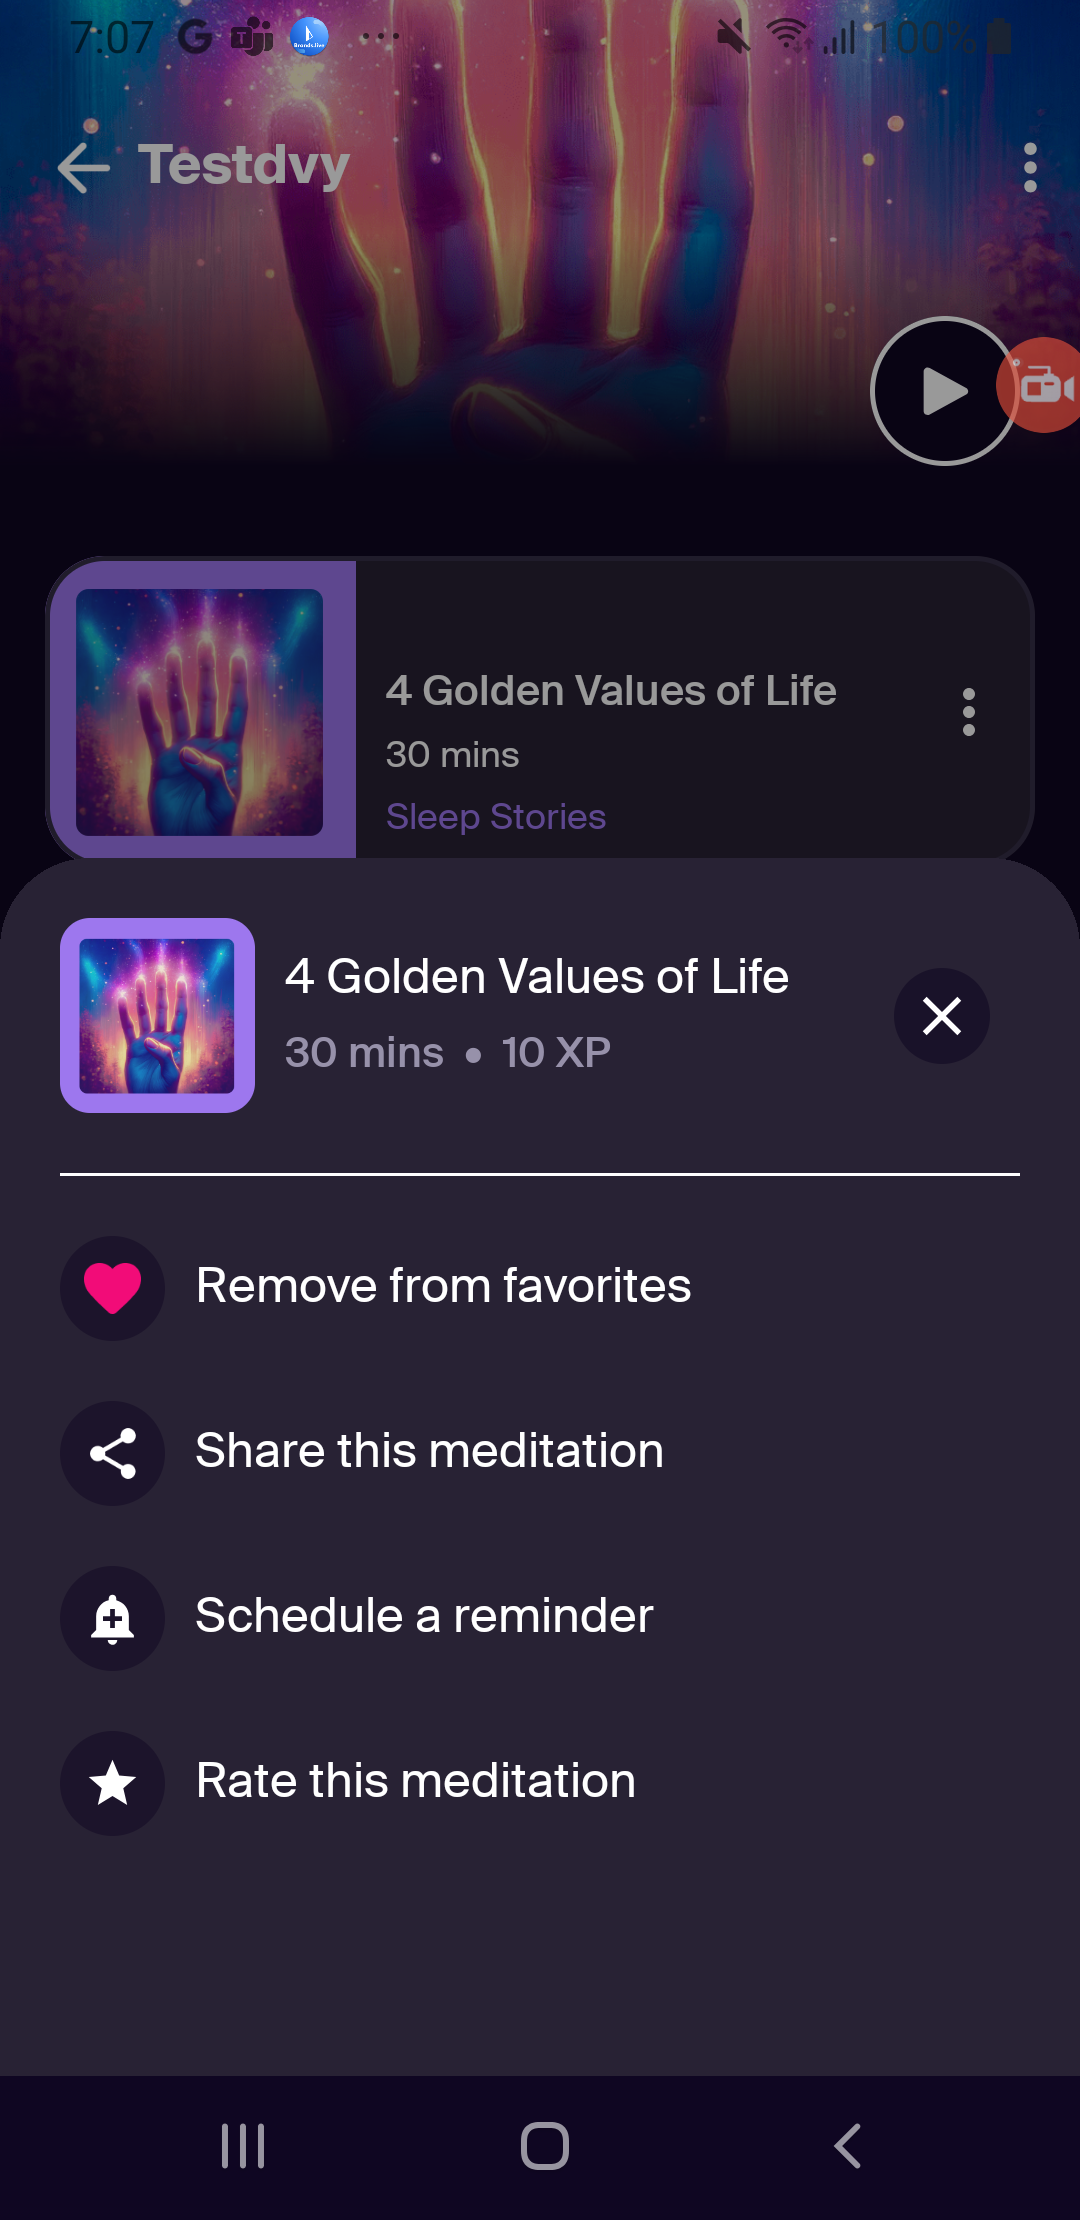 7:07
100%
Testdvy
4 Golden Values of Life
30 mins
Sleep Stories
4 Golden Values of Life
30 mins • 10 XP
Remove from favorites
Share this meditation
Schedule a reminder
Rate this meditation